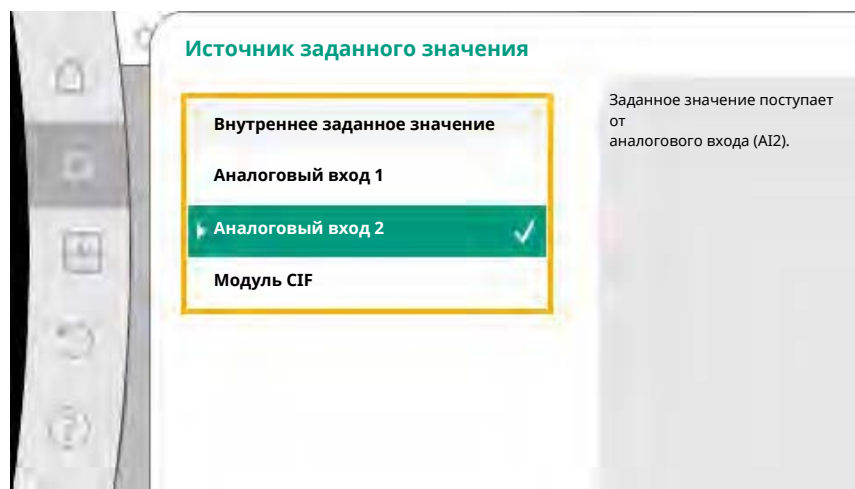 Источник заданного значения
Внутреннее заданное значение
Аналоговый вход 1
Аналоговый вход 2
Модуль CIF
Заданное значение поступает
от
аналогового входа (AI2).